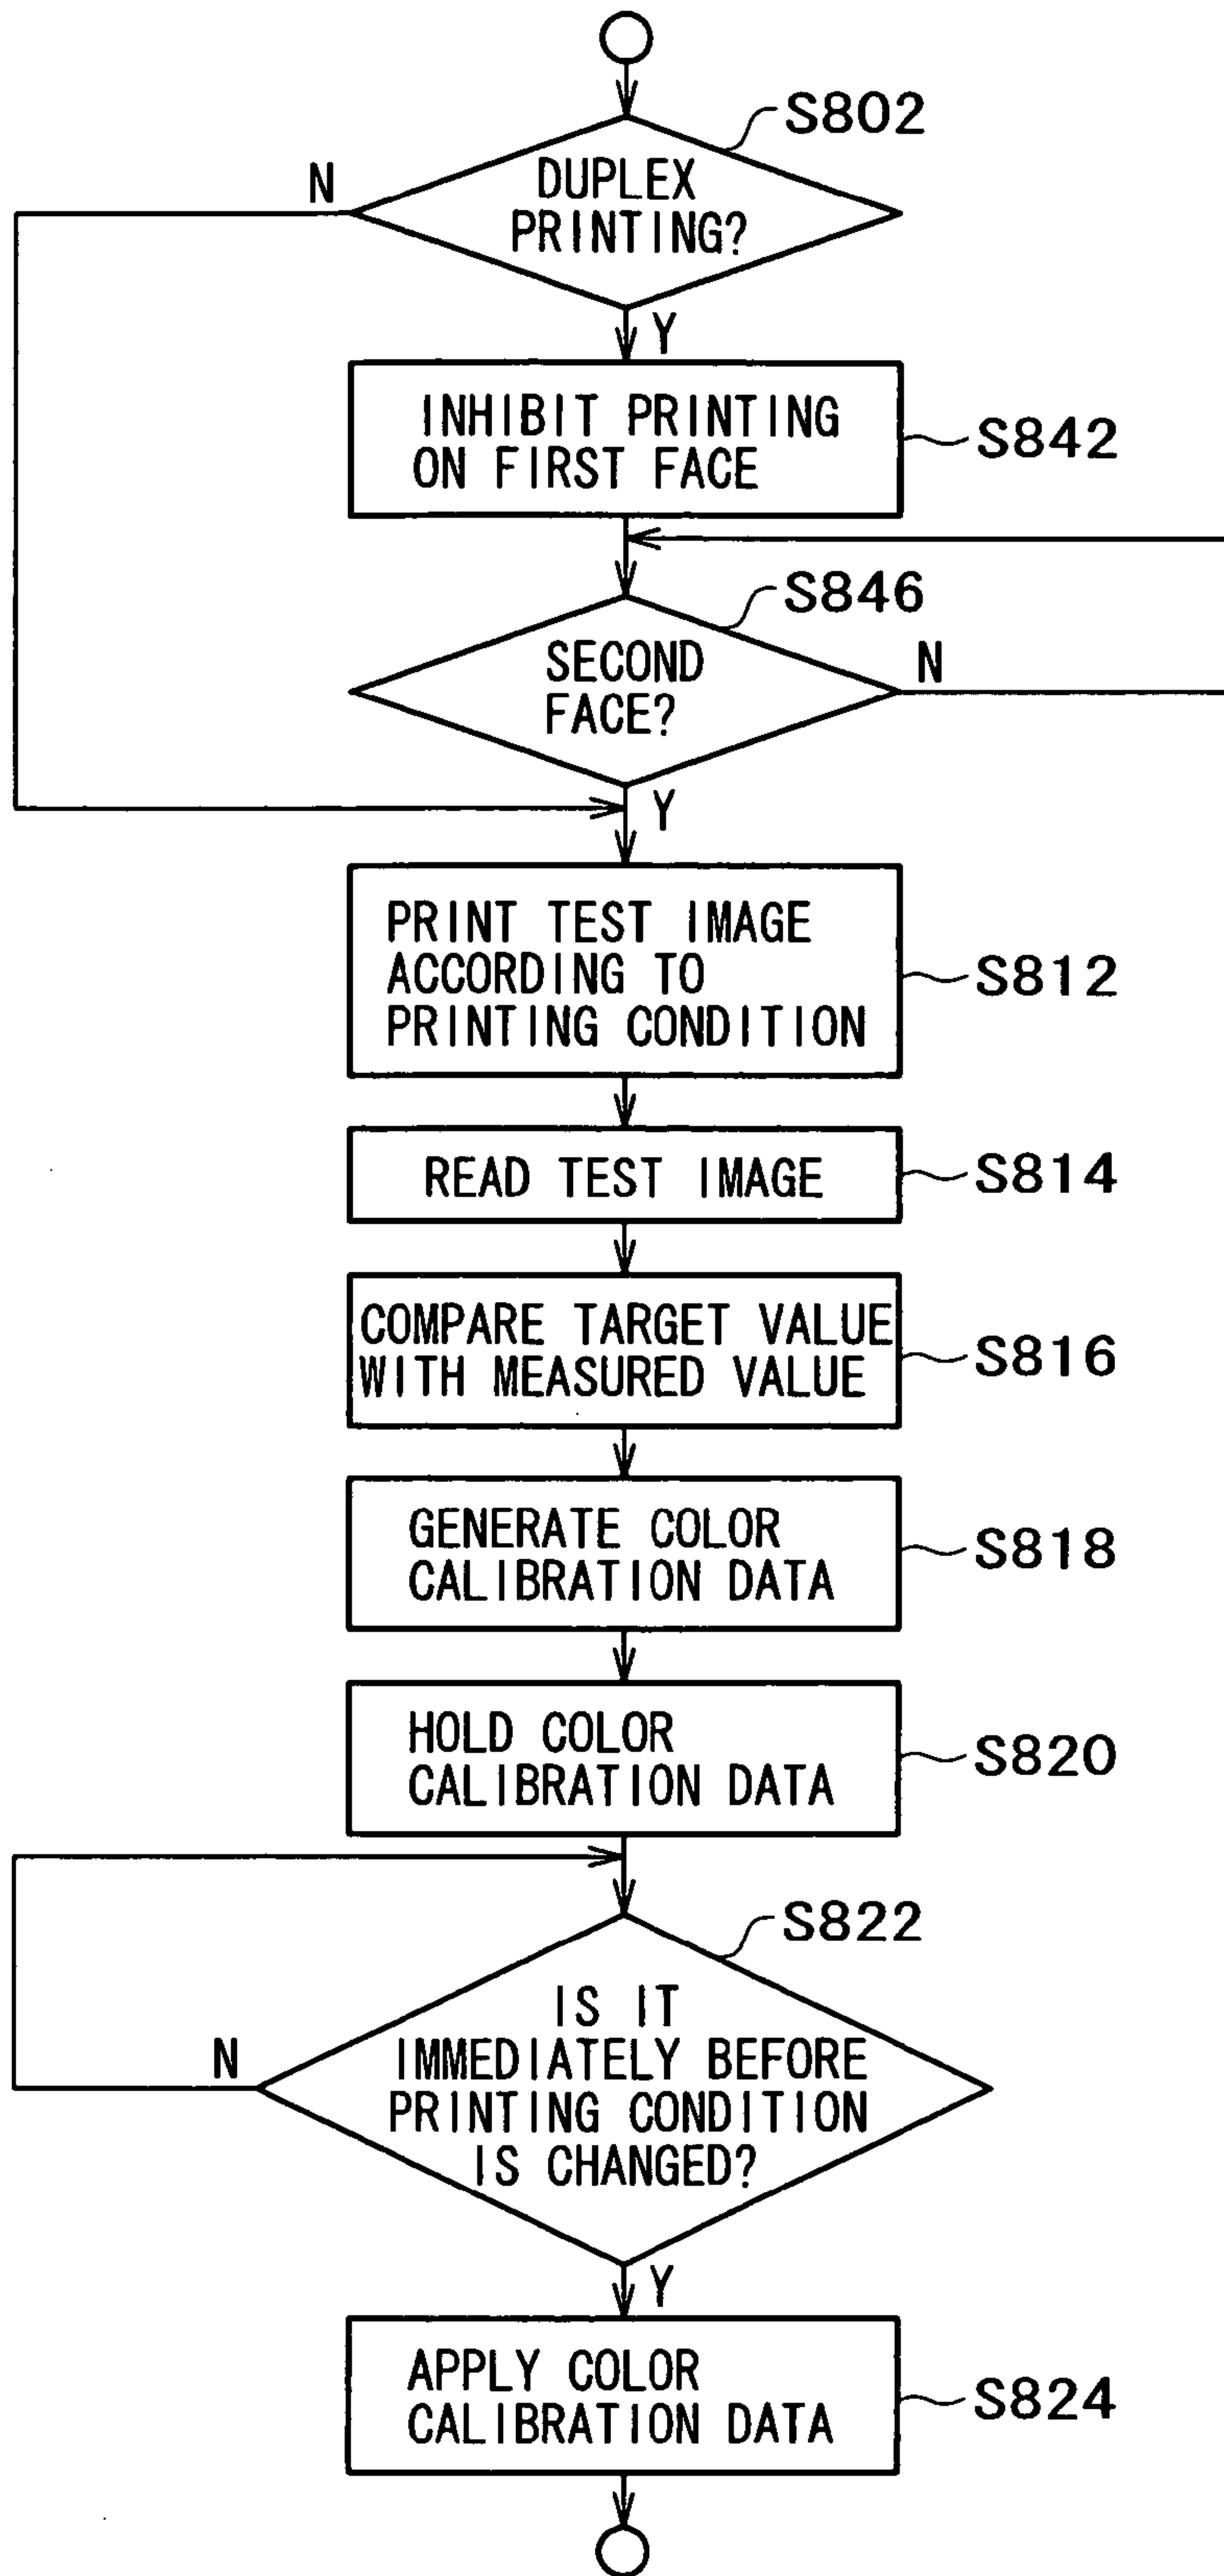 S802
DUPLEX
PRINTING?
N
Y
INHIBIT PRINTING
ON FIRST FACE
S842
S846
SECOND
FACE?
N
Y
PRINT TEST IMAGE
ACCORDING TO
PRINTING CONDITION
S812
READ TEST IMAGE
S814
COMPARE TARGET VALUE
WITH MEASURED VALUE
S816
GENERATE COLOR
CALIBRATION DATA
S818
HOLD COLOR
CALIBRATION DATA
S820
S822
IS IT
IMMEDIATELY BEFORE
PRINTING CONDITION
IS CHANGED?
N
Y
APPLY COLOR
CALIBRATION DATA
S824